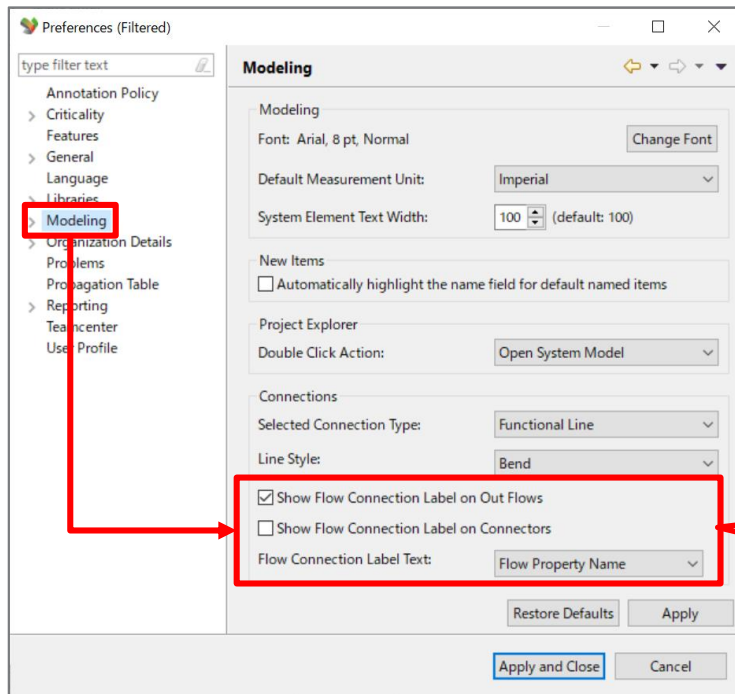 Preferences (Filtered)
type filter text
Annotation Policy
Criticality
Features
General
Language
Libraries
Modeling
Organization Details
Problems
Propagation Table
Reporting
Teamcenter
User Profile
Modeling
Modeling
Font: Arial, 8 pt, Normal
Change Font
Default Measurement Unit:
Imperial
System Element Text Width:
100
(default: 100)
New Items
Automatically highlight the name field for default named items
Project Explorer
Double Click Action:
Open System Model
Connections
Selected Connection Type:
Functional Line
Line Style:
Bend
Show Flow Connection Label on Out Flows
Show Flow Connection Label on Connectors
Flow Connection Label Text:
Flow Property Name
Restore Defaults
Apply
Apply and Close
Cancel